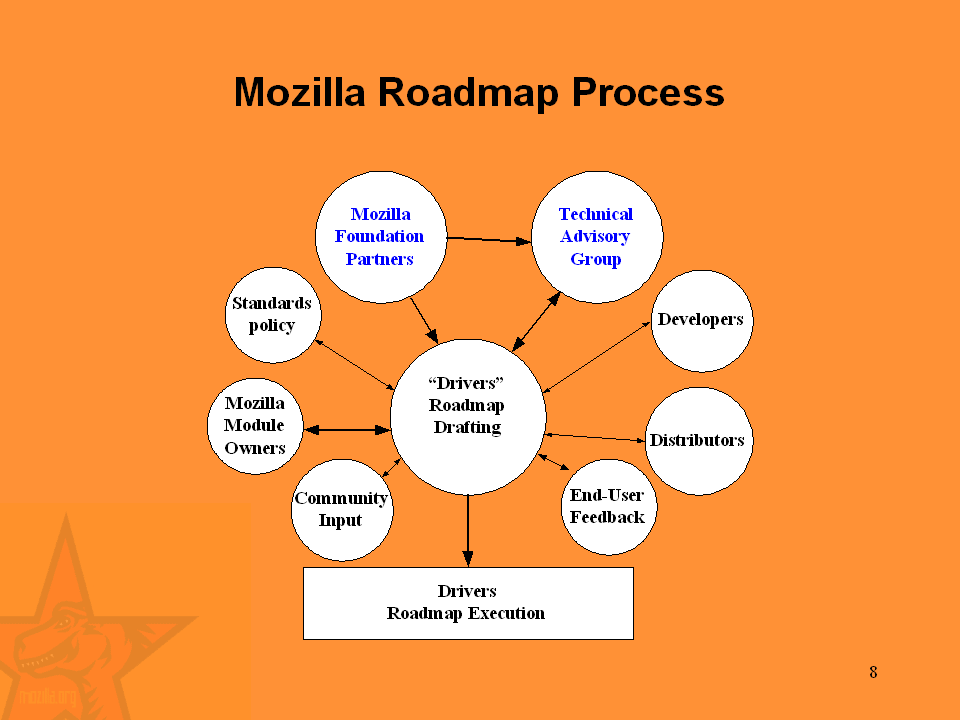 Mozilla Roadmap Process
Mozilla
Foundation
Partners
Technical
Advisory
Group
Standards
policy
Developers
“Drivers”
Roadmap
Drafting
Mozilla
Module
Owners
Distributors
Community
Input
End-User
Feedback
Drivers
Roadmap Execution
mozilla.org
8